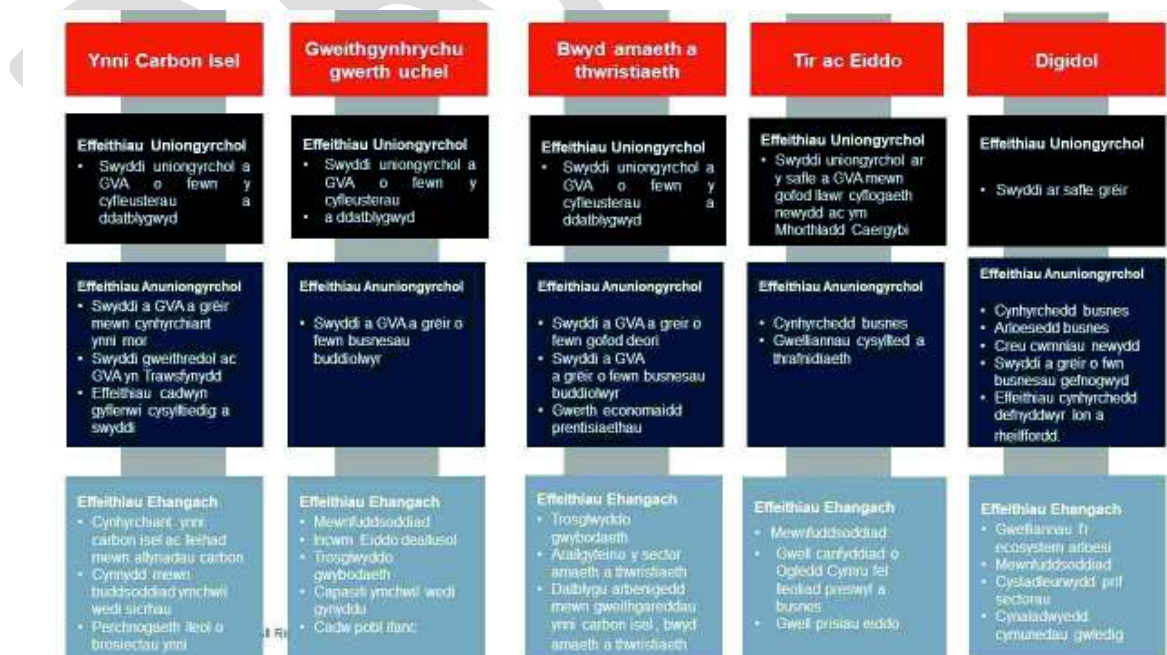 Ynni Carbon Isel
Effeithiau Uniongyrchol
• Swyddi uniongyrchol a
GVA o fewn y
cyfleusterau a
ddatblygwyd
Effeithiau Anuniongyrchol
• Swyddi a GVA a grëir
mewn cynhyrchiant
ynni mor
• Swyddi gweithredol ac
GVA yn Trawsfynydd
• Effeithiau cadwyn
gyflenwi cysylltiedig a
swyddi
Effeithiau Ehangach
• Cynhyrchiant ynni
carbon isel ac lleihad
mewn allynadau carbon
• Cynnydd mewn
buddsoddiad ymchwil
wedi sicrhau
• Perchnogaeth lleol o
brosiectau ynni
Gweithgynhrychu
gwerth uchel
Effeithiau Uniongyrchol
• Swyddi uniongyrchol a
GVA o fewn y
cyfleusterau
• a ddatblygwyd
Effeithiau Anuniongyrchol
• Swyddi a GVA a grëir o
fewn busnesau
buddiolwyr
Effeithiau Ehangach
• Mewnfuddsoddiad
• Incwm Eiddo deallusol
• Trosglwyddo
gwybodaeth
• Capasiti ymchwil wedi
gynyddu
• Cadw pobl ifanc
Bwyd amaeth a
thwristiaeth
Effeithiau Uniongyrchol
• Swyddi uniongyrchol a
GVA o fewn y
cyfleusterau a
ddatblygwyd
Effeithiau Anuniongyrchol
• Swyddi a GVA a greir o
fewn gofod deori
• Swyddi a GVA
a grëir o fewn busnesau
buddiolwyr
• Gwerth economaidd
prentisiaethau
Effeithiau Ehangach
• Trosglwyddo
gwybodaeth
• y sector
amaeth a thwristiaeth
• Datblygu arbenigedd
mewn gweithgareddau
ynni carbon isel , bwyd
amaeth a thwristiaeth
Tir ac Eiddo
Effeithiau Uniongyrchol
• Swyddi uniongyrchol ar
y safle a GVA mewn
gofod llawr cyflogaeth
newydd ac ym
Mhorthladd Caergybi
Effeithiau Anuniongyrchol
• Cynhyrchedd busnes
• Gwelliannau cysyllted a
thrafnidiaeth
Effeithiau Ehangach
• Mewnfuddsoddiad
• Gwell canfyddiad o
Ogledd Cymru fel
lleoliad preswyl a
busnes
• Gwell prisiau eiddo
Digidol
Effeithiau Uniongyrchol
• Swyddi ar safle grëir
Effeithiau Anuniongyrchol
• Cynhyrchedd busnes
• Arloesedd busnes
• Creu cwmniau newydd
• Swyddi a grëir o fwn
busnesau gefnogwyd
• Effeithiau cynhyrchedd
defnyddwyr lon a
rheilffordd.
Effeithiau Ehangach
• Gwelliannau i'r
ecosystem arloesi
• Mewnfuddsoddiad
• Cystadleurwydd prif
sectorau
• Cynaladwyedd
cymunedau gwledig